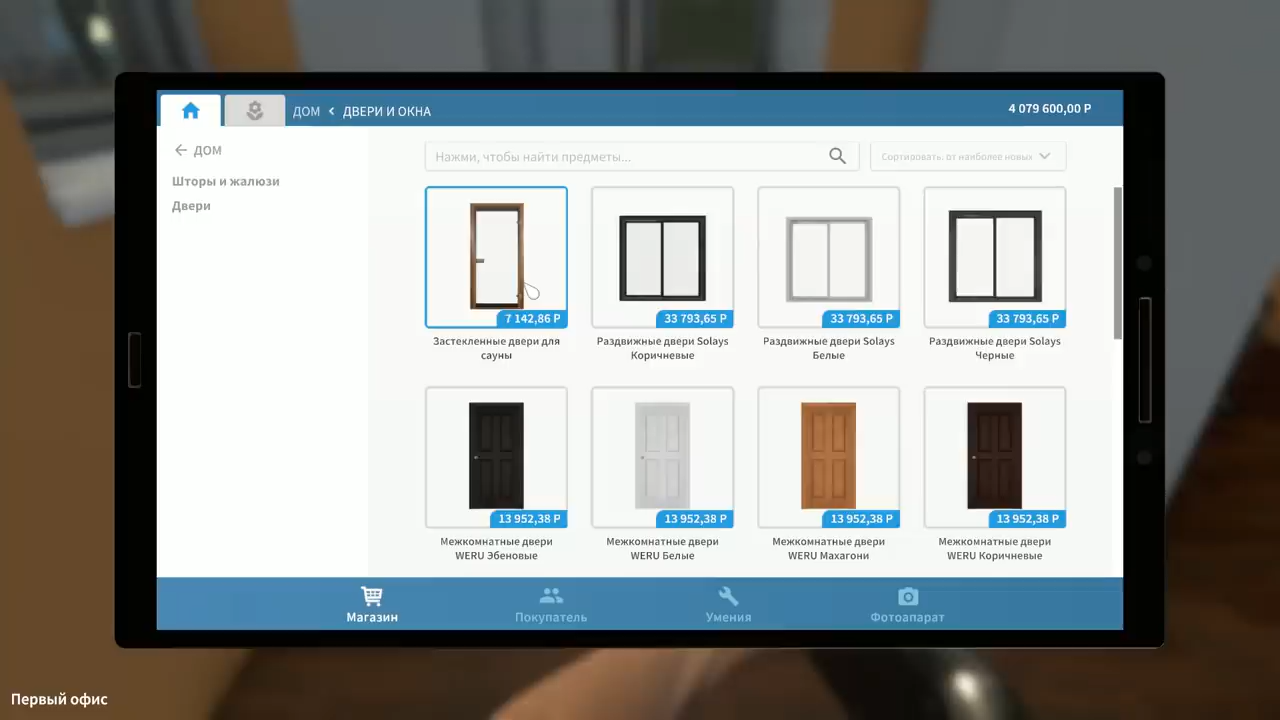 ДОМ < ДВЕРИ И ОКНА
4 079 600,00 Р
ДОМ
Шторы и жалюзи
Двери
Нажми, чтобы найти предметы...
Сортировать: от наиболее новых
7 142,86 Р
33 793,65 Р
33 793,65 Р
33 793,65 Р
Застекленные двери для
сауны
Раздвижные двери Solays
Коричневые
Раздвижные двери Solays
Белые
Раздвижные двери Solays
Черные
13 952,38 Р
13 952,38 Р
13 952,38 Р
13 952,38 Р
Межкомнатные двери
WERU Эбеновые
Межкомнатные двери
WERU Белые
Межкомнатные двери
WERU Махагони
Межкомнатные двери
WERU Коричневые
Магазин
Покупатель
Умения
Фотоапарат
Первый офис